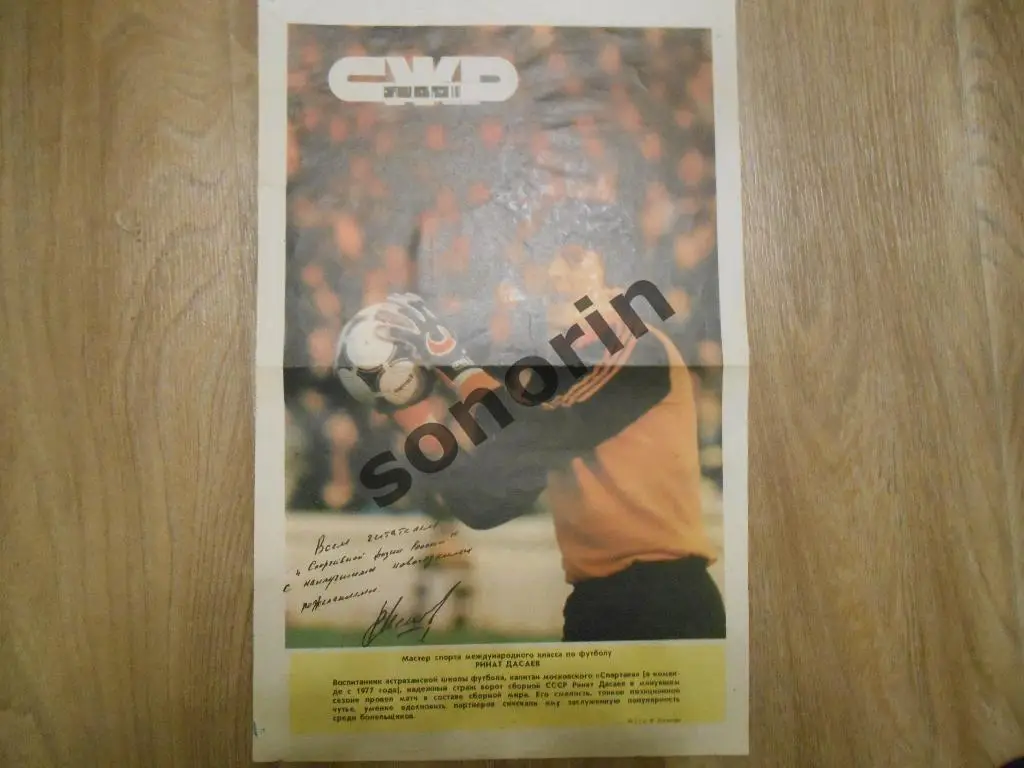 СЖР
sonorin
Всем читателям
"Спортивной жизни России"
с наилучшими новогодними
пожеланиями
Мастер спорта международного класса по футболу
РИНАТ ДАСАЕВ
Воспитанник астраханской школы футбола, капитан московского «Спартака» (в коман-
де с 1977 года), надежный страж ворот сборной СССР Ринат Дасаев в минувшем
сезоне провел матч в составе сборной мира. Его смелость, тонкое позиционное
чутье, умение вдохновить партнеров снискали ему заслуженную популярность
среди болельщиков.